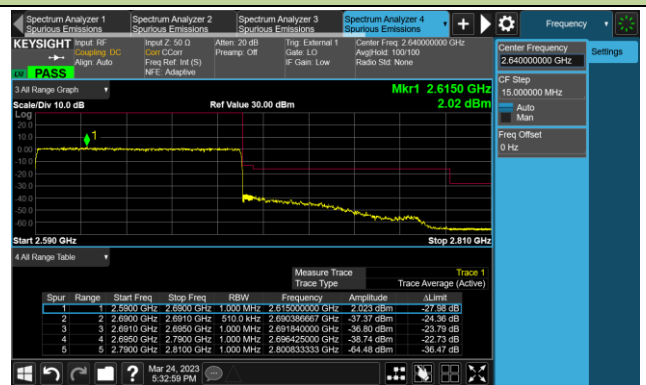 Spectrum Analyzer 1 Spectrum Analyzer 2 Spectrum Analyzer 3 Spectrum Analyzer 4 Frequency
Spurious Emissions Spurious Emissions Spurious Emissions Spurious Emissions
KEYSIGHT Input: RF Input Z: 50 Ω Atten: 20 dB Trig: External 1 Center Freq: 2.640000000 GHz
Coupling: DC Corr CCorr Preamp: Off Gate: LO Avg|Hold: 100/100
Align: Auto Freq Ref: Int (S) IF Gain: Low Radio Std: None
NFE: Adaptive
PASS
Center Frequency Settings
2.640000000 GHz
CF Step
15.000000 MHz
Auto
Man
Freq Offset
0 Hz
3 All Range Graph Mkr1 2.6150 GHz
Scale/Div 10.0 dB Ref Value 30.00 dBm 2.02 dBm
Log
20.0
10.0
0.00
-10.0
-20.0
-30.0
-40.0
-50.0
-60.0
1
Start 2.590 GHz Stop 2.810 GHz
4 All Range Table
Measure Trace Trace 1
Trace Type Trace Average (Active)
Spur Range Start Freq Stop Freq RBW Frequency Amplitude ΔLimit
1 1 2.5900 GHz 2.6900 GHz 1.000 MHz 2.615000000 GHz 2.023 dBm -27.98 dB
2 2 2.6900 GHz 2.6910 GHz 510.0 kHz 2.690386667 GHz -37.37 dBm -24.36 dB
3 3 2.6910 GHz 2.6950 GHz 1.000 MHz 2.691840000 GHz -36.80 dBm -23.79 dB
4 4 2.6950 GHz 2.7900 GHz 1.000 MHz 2.696425000 GHz -38.74 dBm -22.73 dB
5 5 2.7900 GHz 2.8100 GHz 1.000 MHz 2.800833333 GHz -64.48 dBm -36.47 dB
Mar 24, 2023
5:32:59 PM